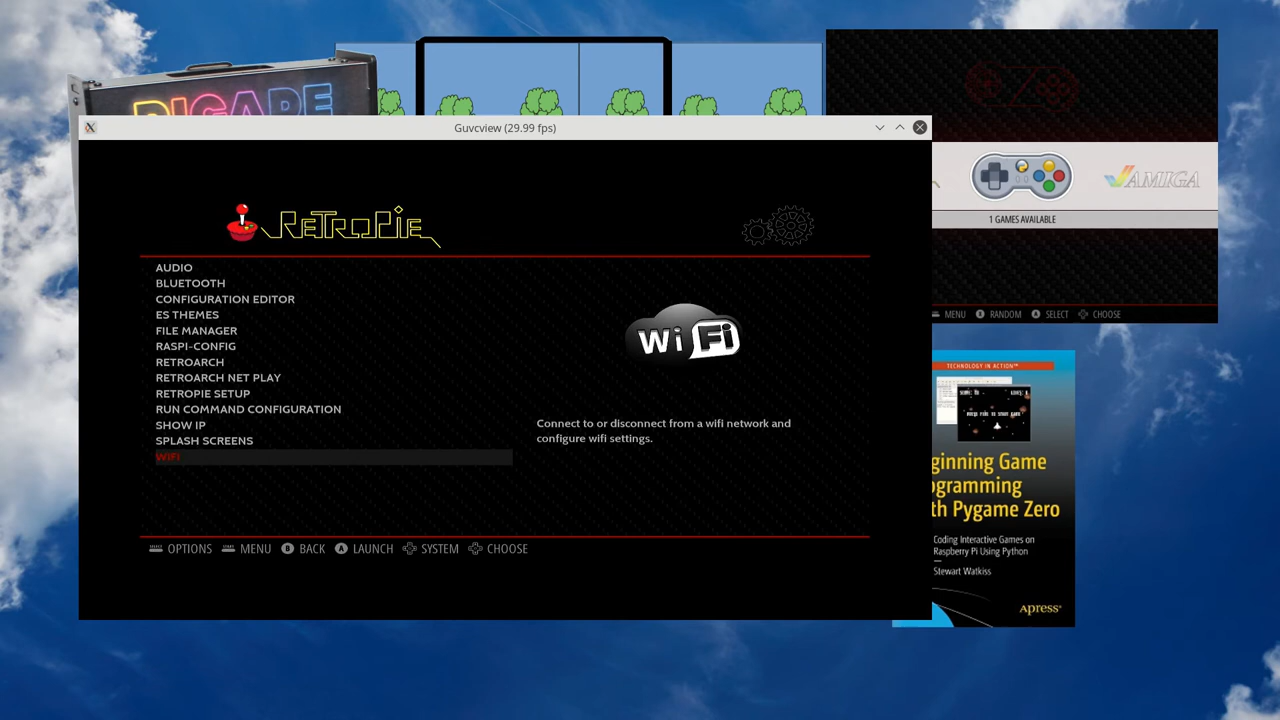 PICADE
Guvcview (29.99 fps)
RetroPie
AUDIO
BLUETOOTH
CONFIGURATION EDITOR
ES THEMES
FILE MANAGER
RASPI-CONFIG
RETROARCH
RETROARCH NET PLAY
RETROPIE SETUP
RUN COMMAND CONFIGURATION
SHOW IP
SPLASH SCREENS
WIFI
Wi Fi
Connect to or disconnect from a wifi network and
configure wifi settings.
OPTIONS MENU B BACK A LAUNCH SYSTEM CHOOSE
AMIGA
1 GAMES AVAILABLE
MENU RANDOM A SELECT CHOOSE
TECHNOLOGY IN ACTION™
ginning Game
ogramming
th Pygame Zero
Coding Interactive Games on
Raspberry Pi Using Python
Stewart Watkiss
Apress®